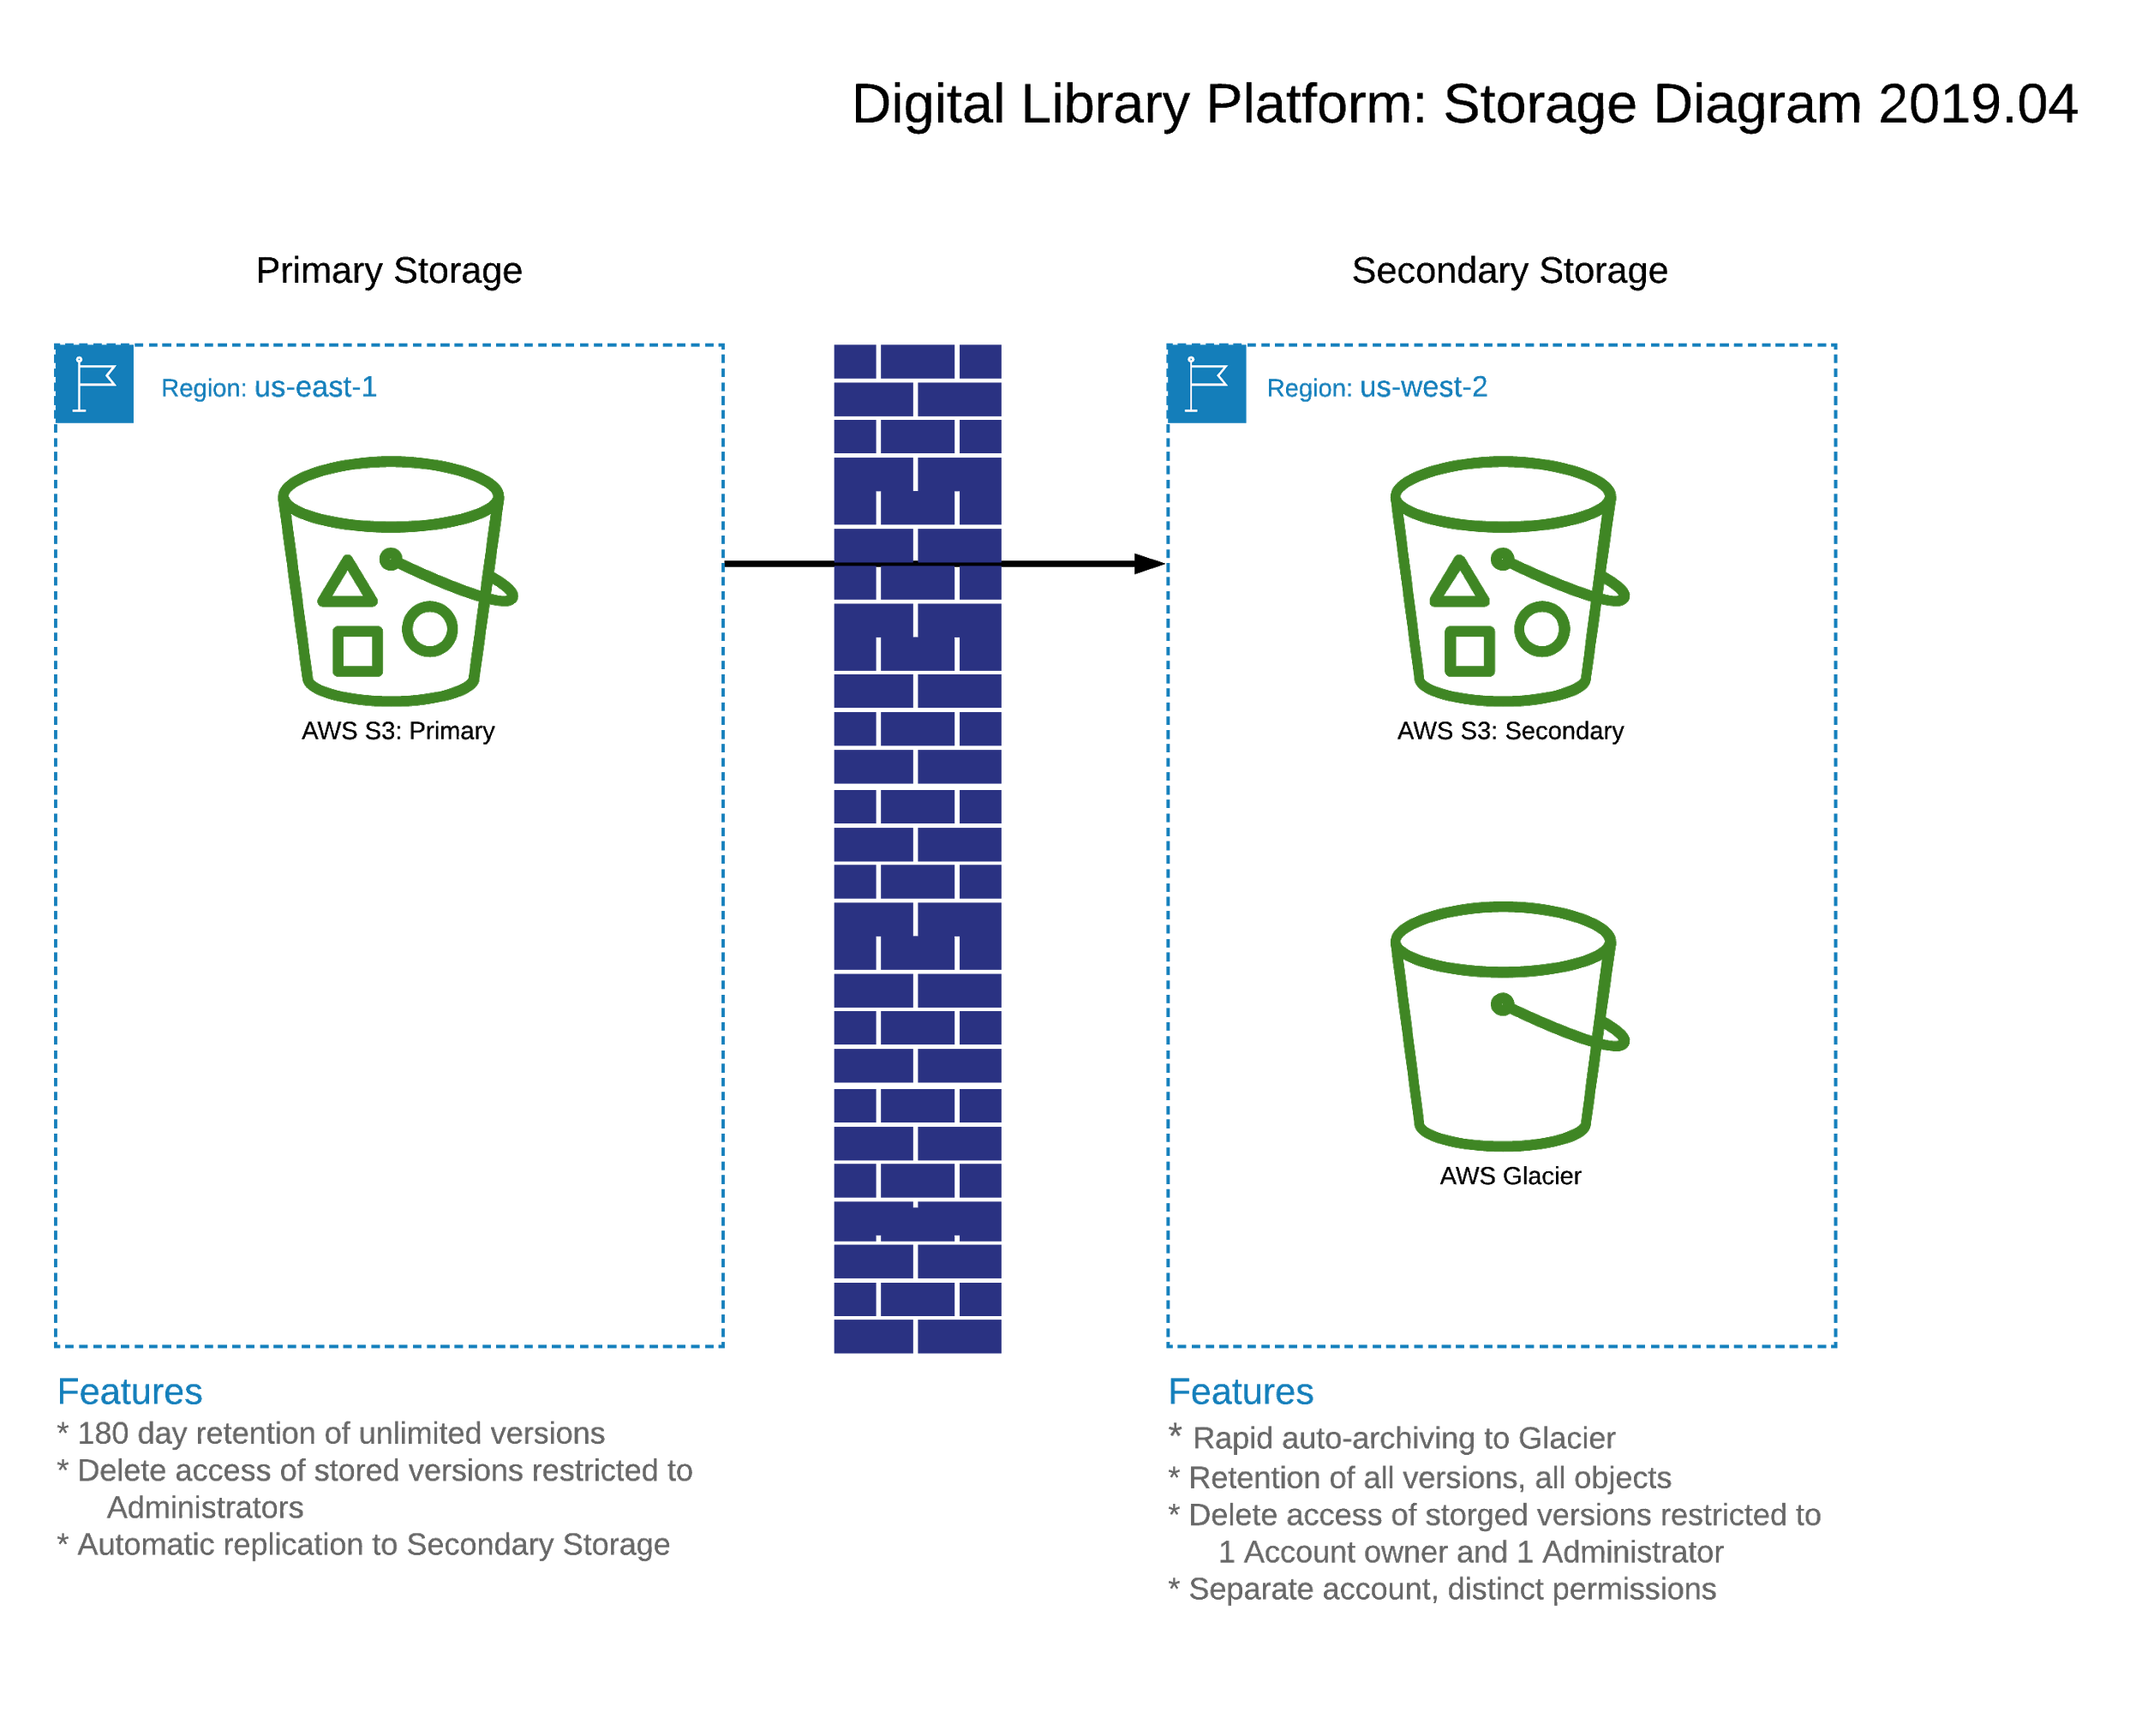 Digital Library Platform: Storage Diagram 2019.04
Primary Storage
Region: us-east-1
AWS S3: Primary
Features
* 180 day retention of unlimited versions
* Delete access of stored versions restricted to
Administrators
* Automatic replication to Secondary Storage
Secondary Storage
Region: us-west-2
AWS S3: Secondary
AWS Glacier
Features
* Rapid auto-archiving to Glacier
* Retention of all versions, all objects
* Delete access of storged versions restricted to
1 Account owner and 1 Administrator
* Separate account, distinct permissions